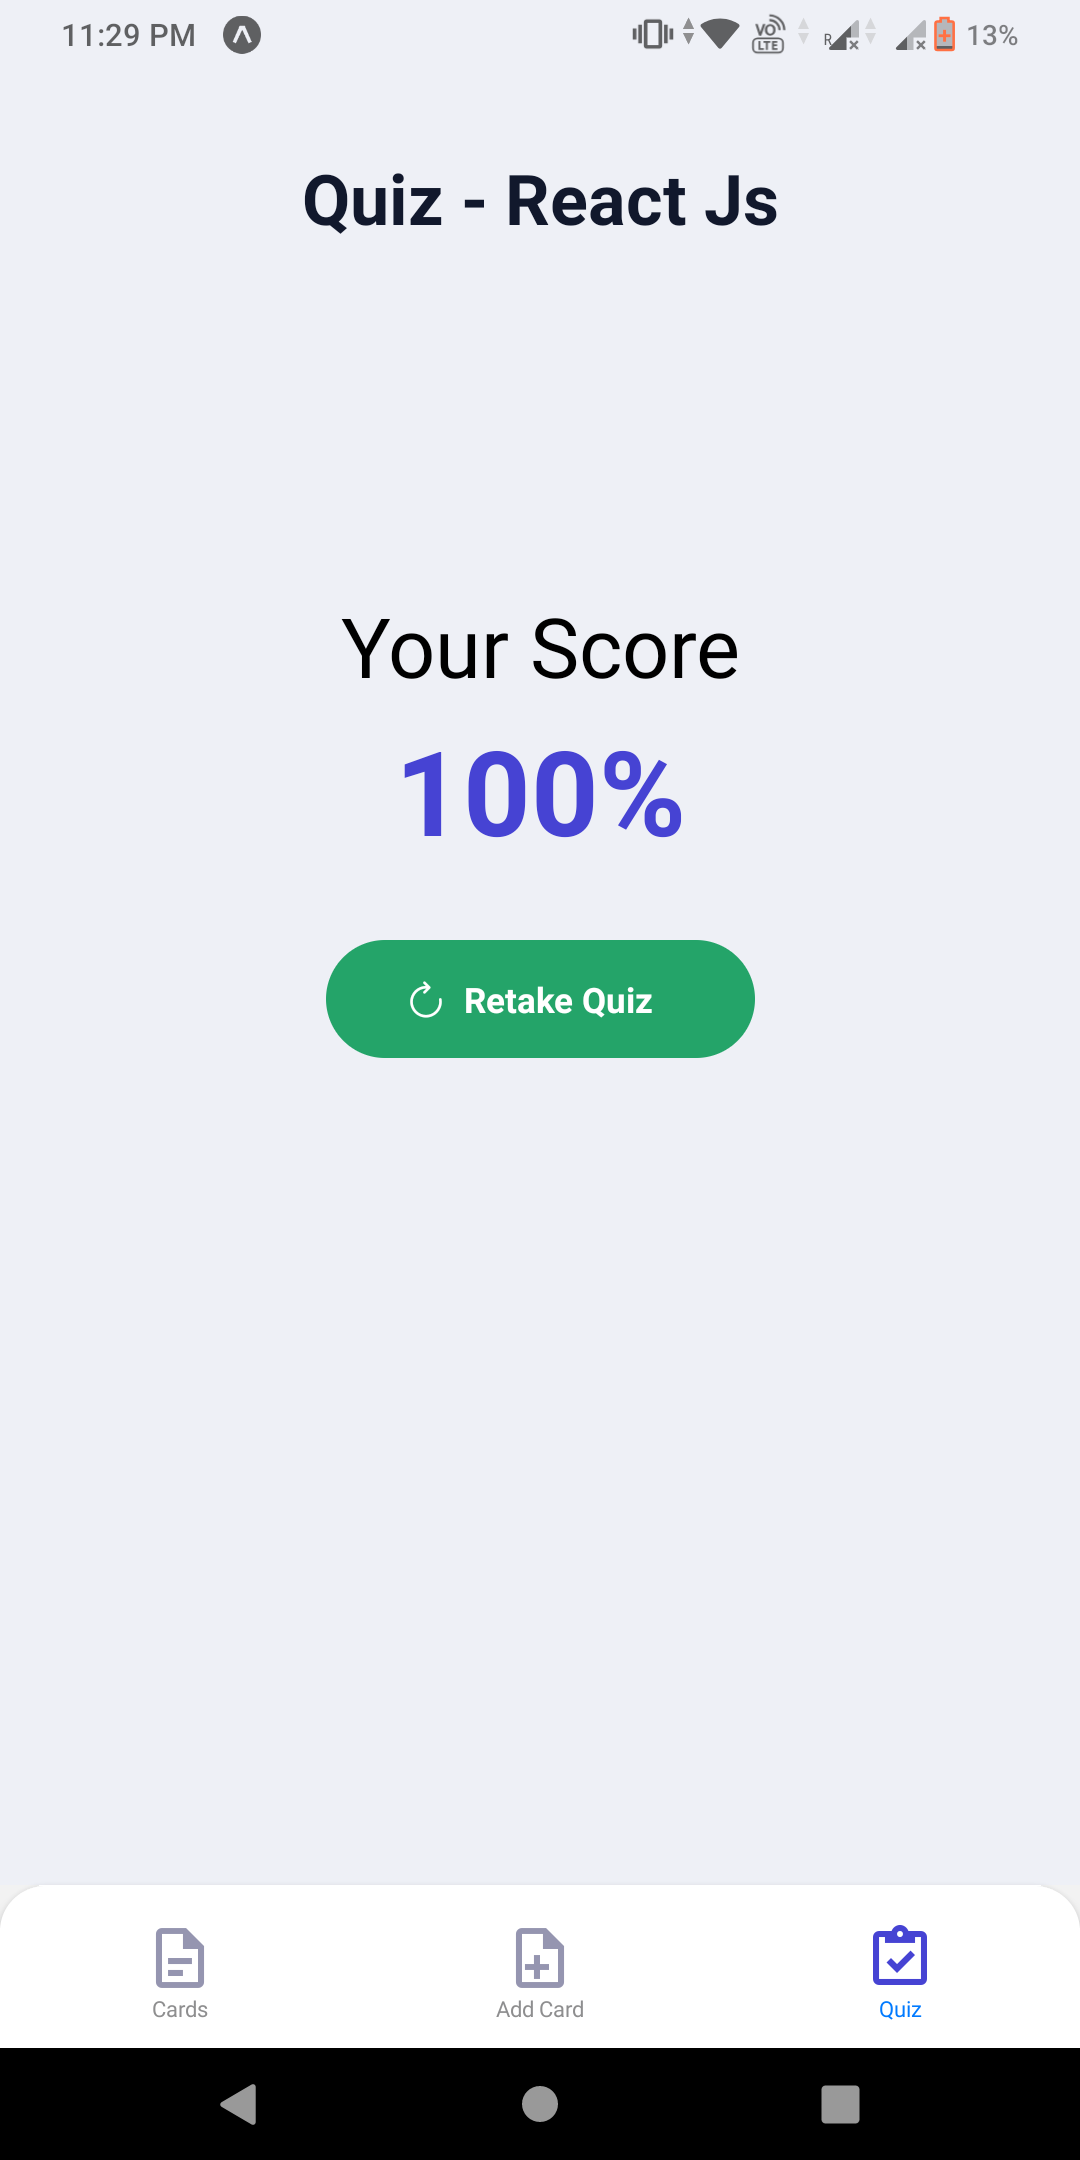 11:29 PM
VO LTE R 13%
Quiz - React Js
Your Score
100%
Retake Quiz
Cards
Add Card
Quiz